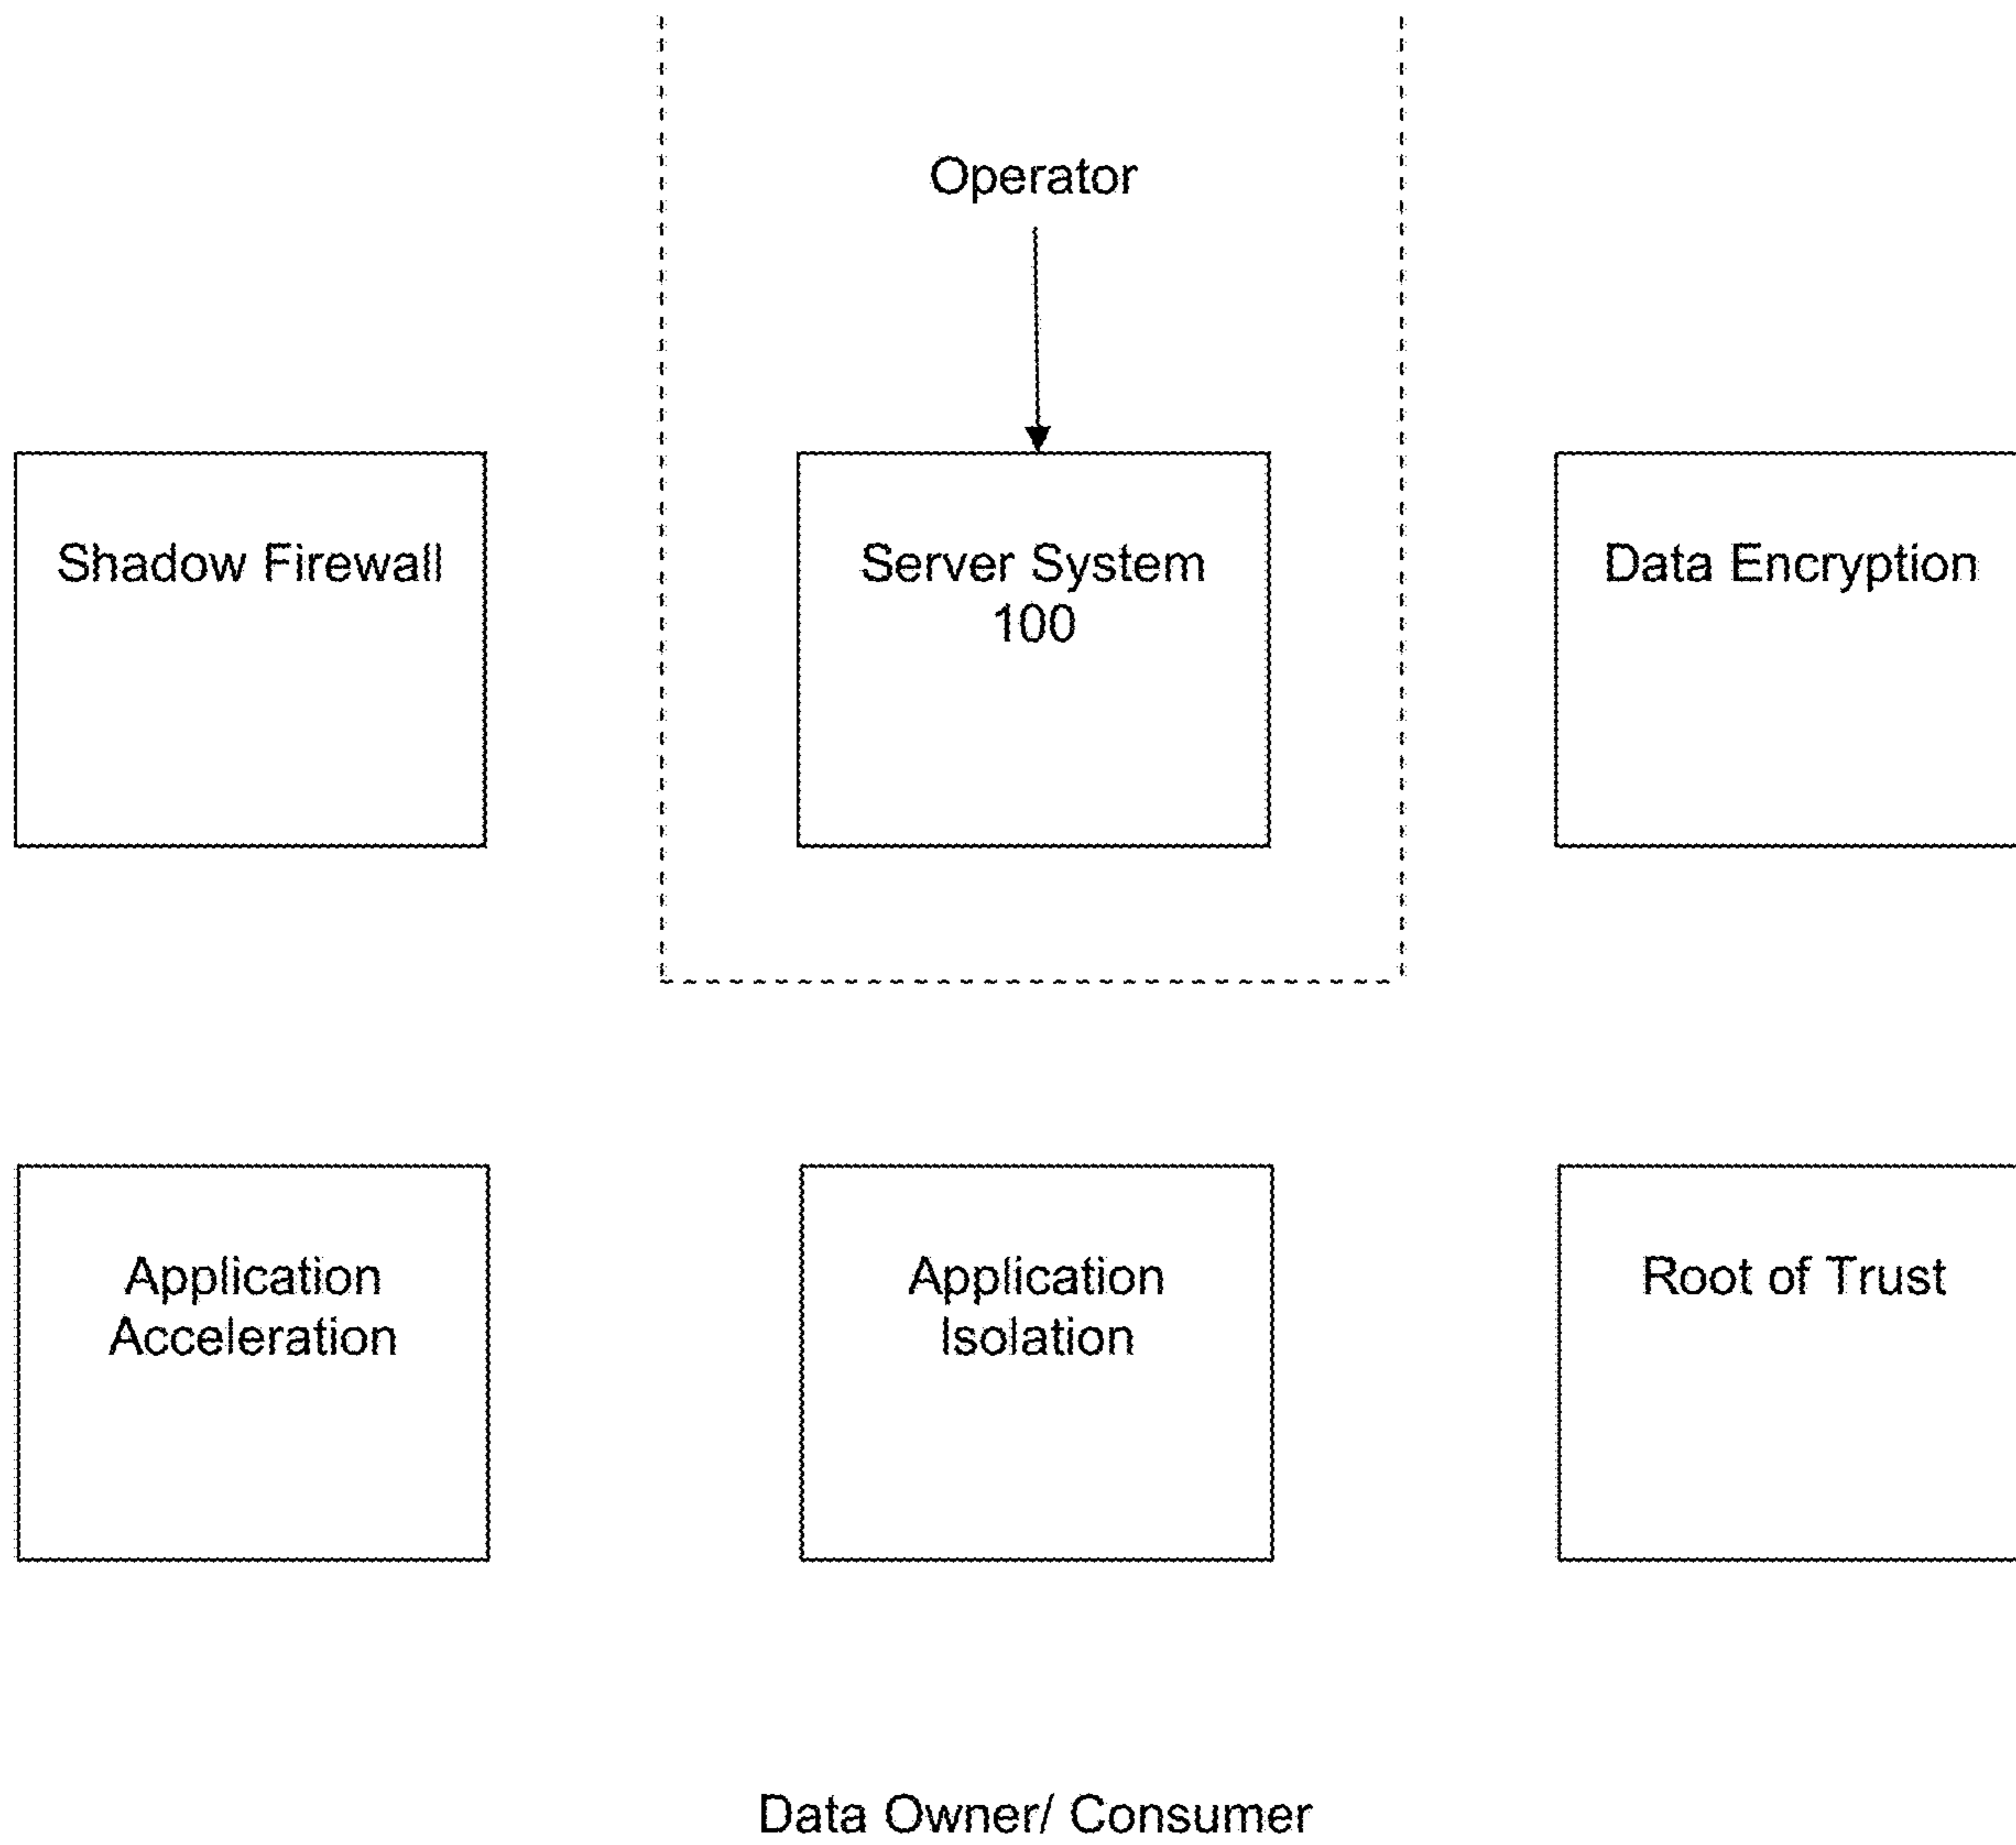 Operator
Shadow Firewall
Server System
100
Data Encryption
Application
Acceleration
Application
Isolation
Root of Trust
Data Owner/ Consumer